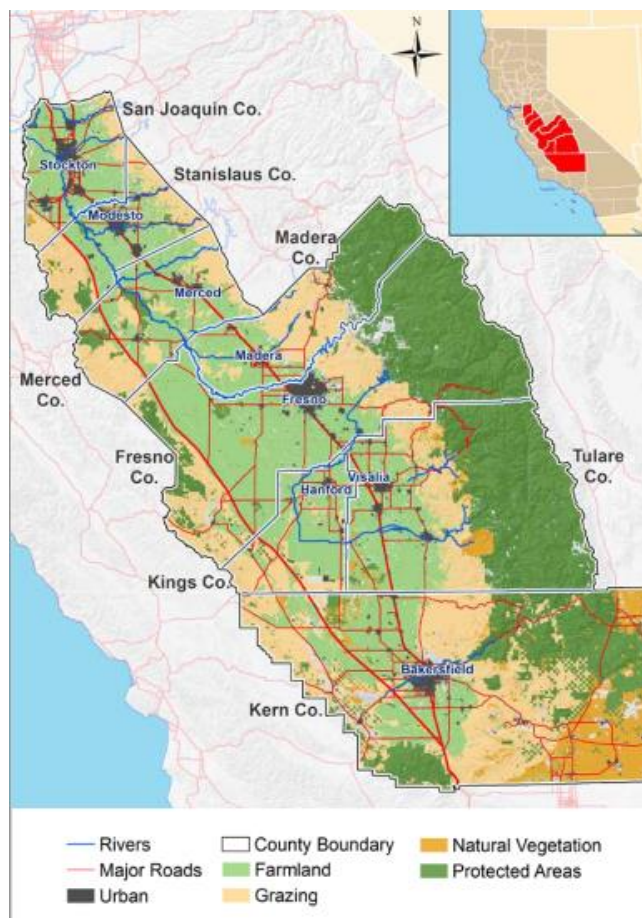 N
San Joaquin Co.
Stockton
Stanislaus Co.
Modesto
Madera
Co.
Merced
Madera
Merced
Co.
Fresno
Fresno
Co.
Tulare
Co.
Visalia
Hanford
Kings Co.
Bakersfield
Kern Co.
Rivers
County Boundary
Natural Vegetation
Major Roads
Farmland
Protected Areas
Urban
Grazing